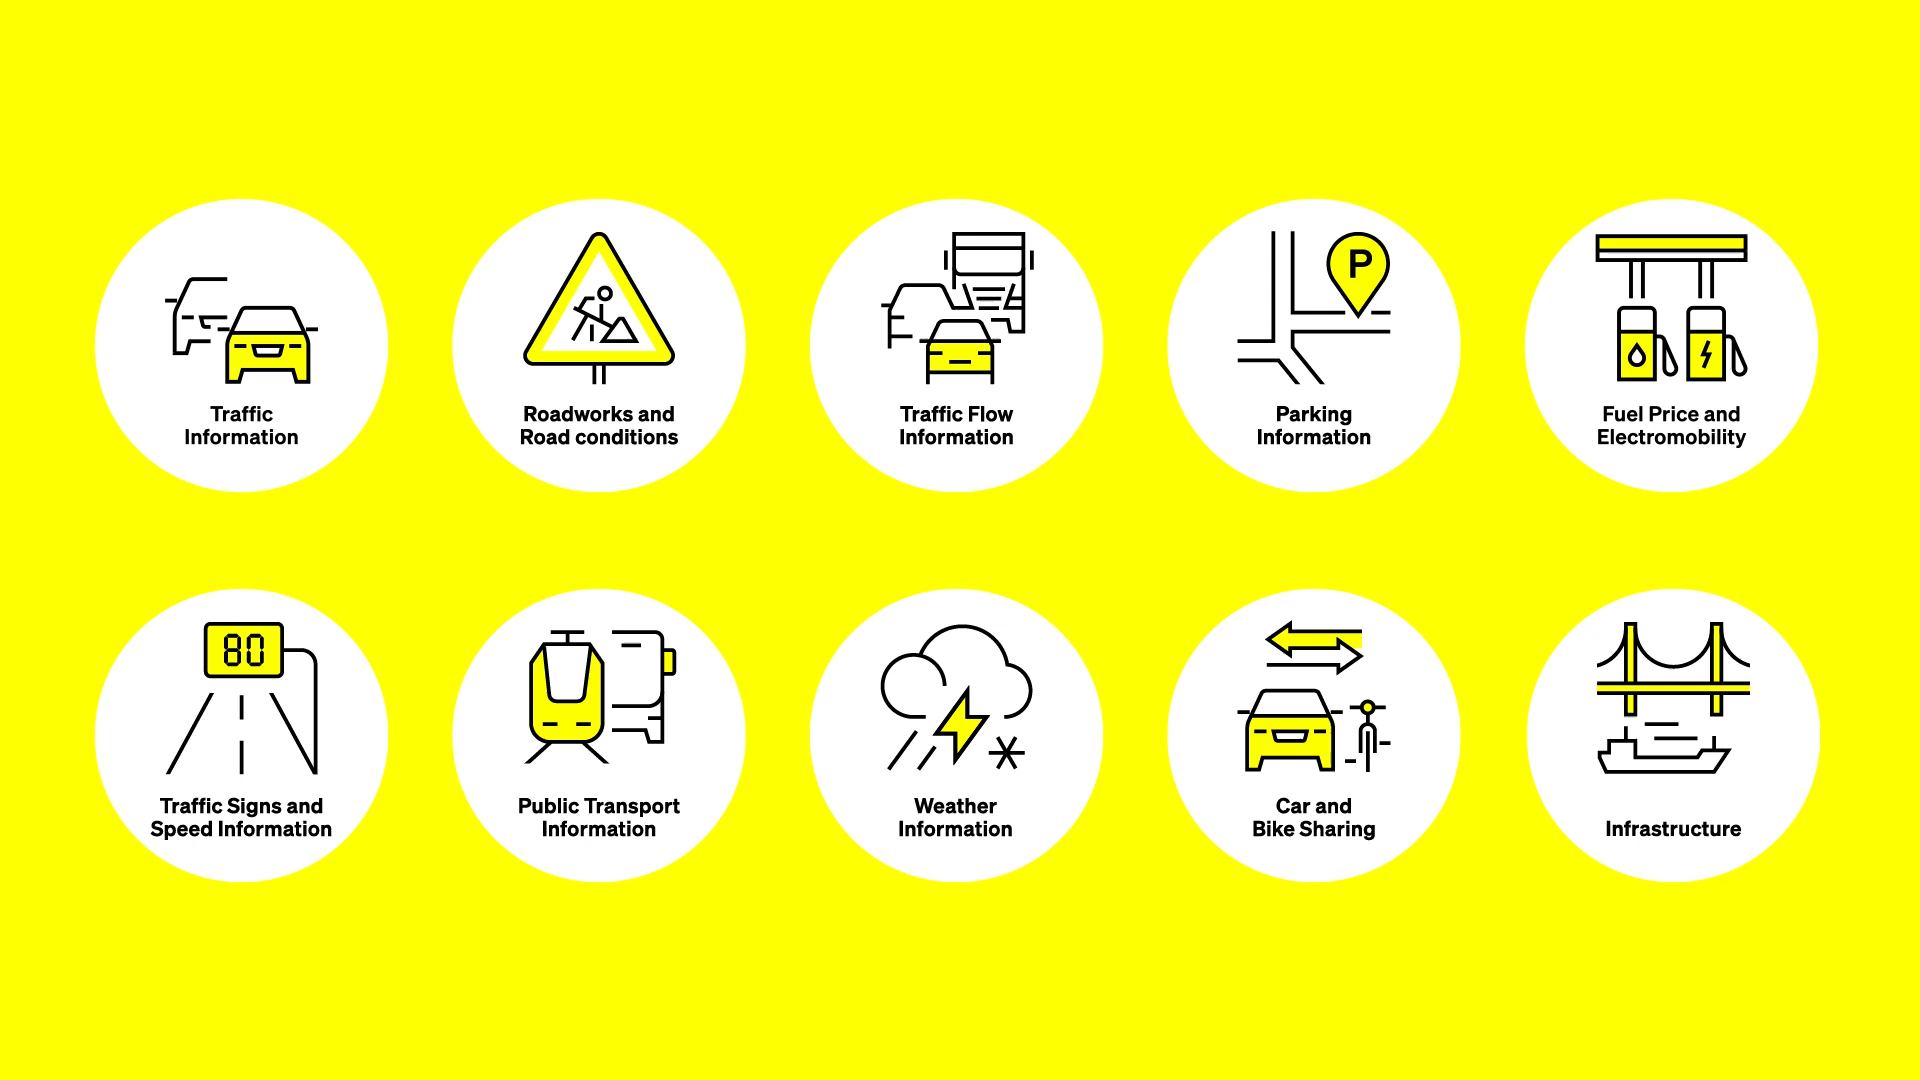 Traffic
Information
Roadworks and
Road conditions
Traffic Flow
Information
P
Parking
Information
Fuel Price and
Electromobility
80
Traffic Signs and
Speed Information
Public Transport
Information
Weather
Information
Car and
Bike Sharing
Infrastructure